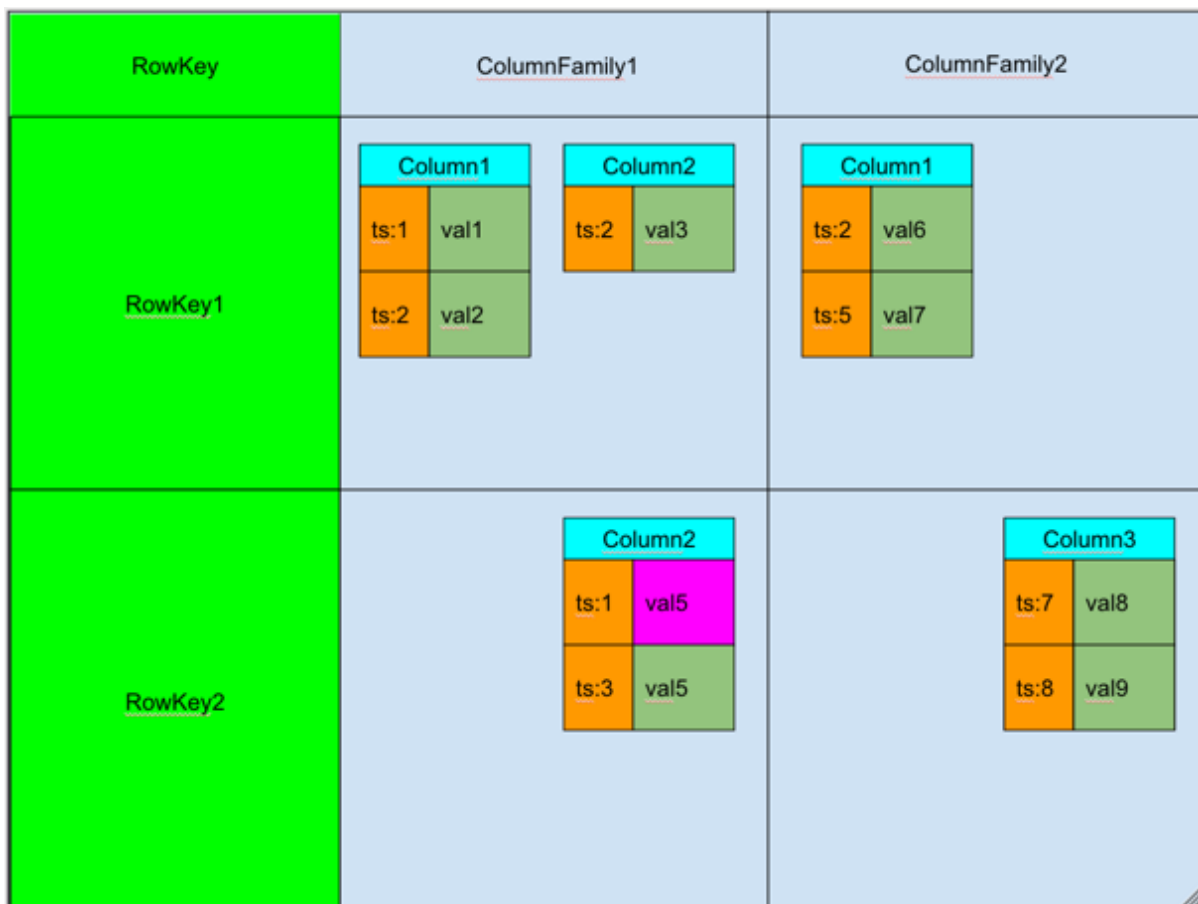 RowKey ColumnFamily1 ColumnFamily2
RowKey1
Column1 Column2 Column1
ts:1 val1 ts:2 val3 ts:2 val6
ts:2 val2 ts:5 val7
RowKey2
Column2 Column3
ts:1 val5 ts:7 val8
ts:3 val5 ts:8 val9